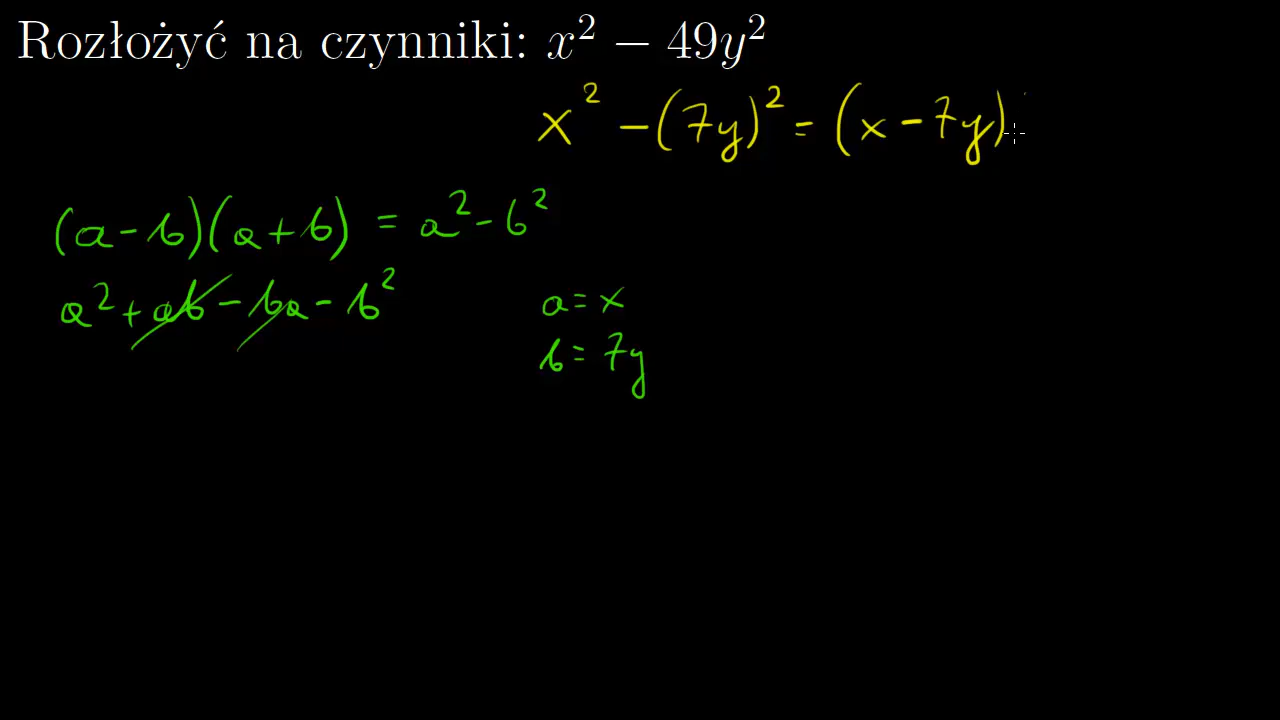 Rozłożyć na czynniki: x² − 49y²
x² − (7y)² = (x − 7y)
(a − b)(a + b) = a² − b²
a² + ab − ba − b²
a = x
b = 7y